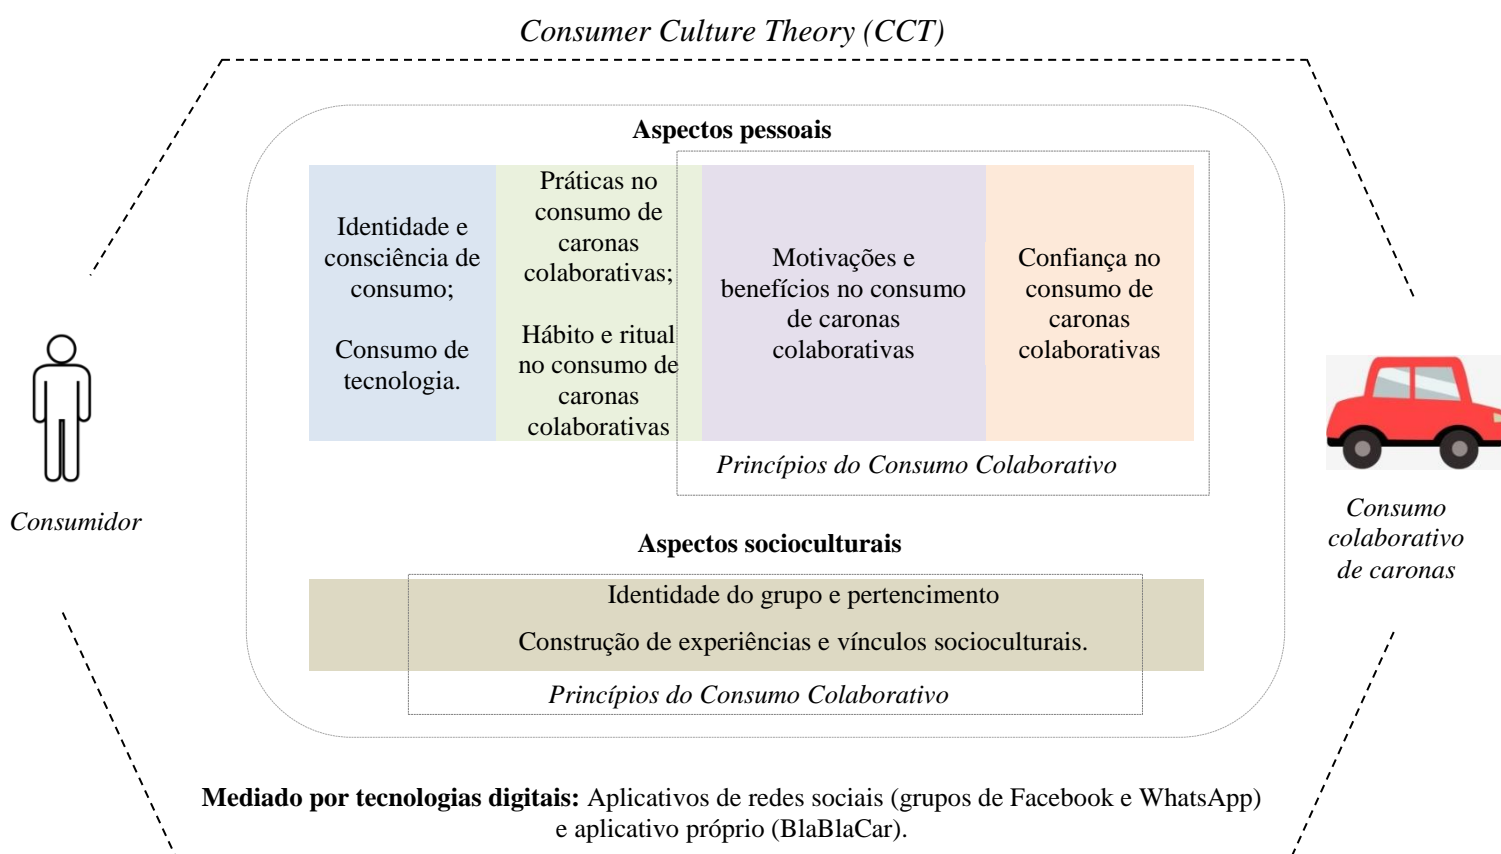 Consumer Culture Theory (CCT)
Aspectos pessoais
Identidade e
consciência de
consumo;
Consumo de
tecnologia.
Práticas no
consumo de
caronas
colaborativas;
Hábito e ritual
no consumo de
caronas
colaborativas
Motivações e
benefícios no consumo
de caronas
colaborativas
Confiança no
consumo de
caronas
colaborativas
Princípios do Consumo Colaborativo
Consumidor
Consumo
colaborativo
de caronas
Aspectos socioculturais
Identidade do grupo e pertencimento
Construção de experiências e vínculos socioculturais.
Princípios do Consumo Colaborativo
Mediado por tecnologias digitais: Aplicativos de redes sociais (grupos de Facebook e WhatsApp)
e aplicativo próprio (BlaBlaCar).